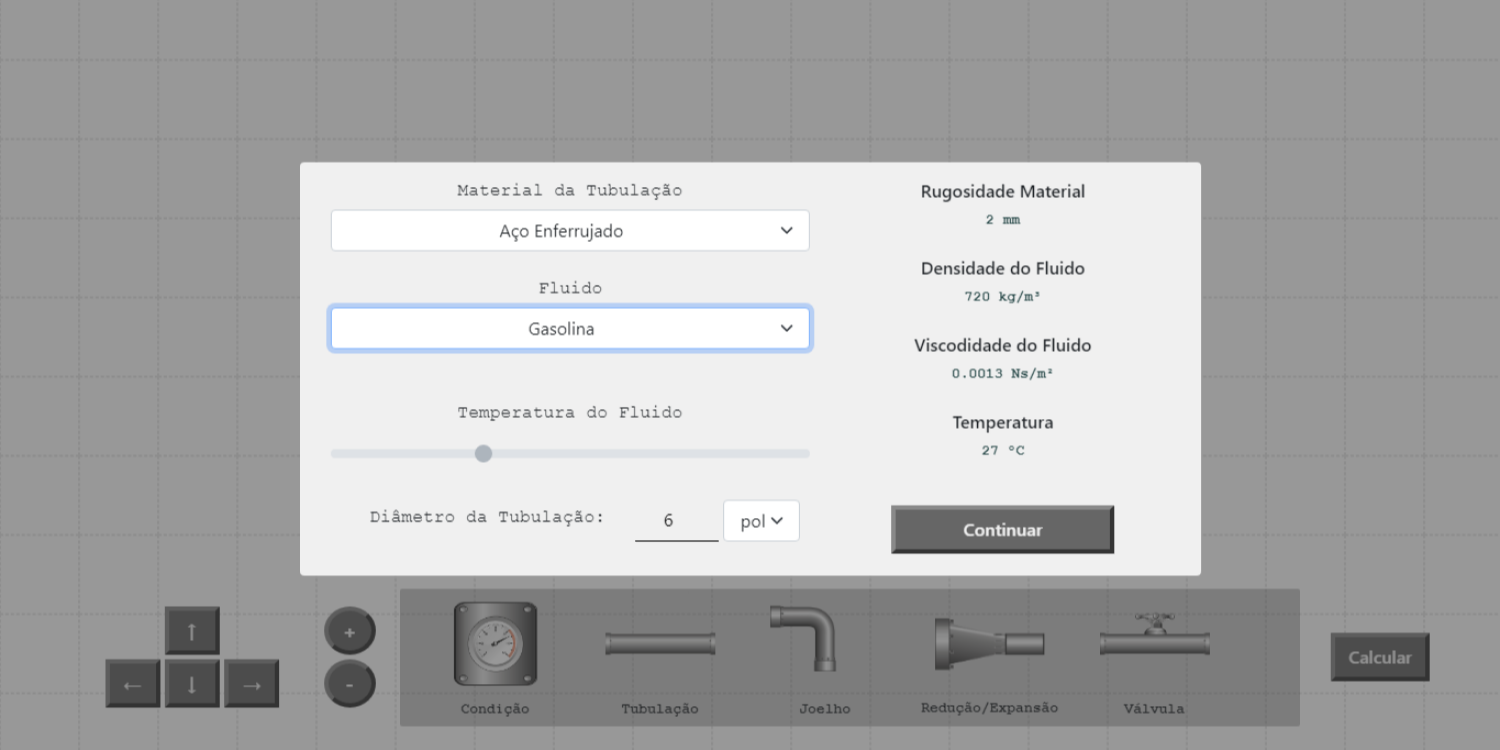 Material da Tubulação
Aço Enferrujado
Fluido
Gasolina
Temperatura do Fluido
Diâmetro da Tubulação: 6 pol
Rugosidade Material
2 mm
Densidade do Fluido
720 kg/m³
Viscodidade do Fluido
0.0013 Ns/m²
Temperatura
27 °C
Continuar
↑
← ↓ →
+
-
Condição
Tubulação
Joelho
Redução/Expansão
Válvula
Calcular